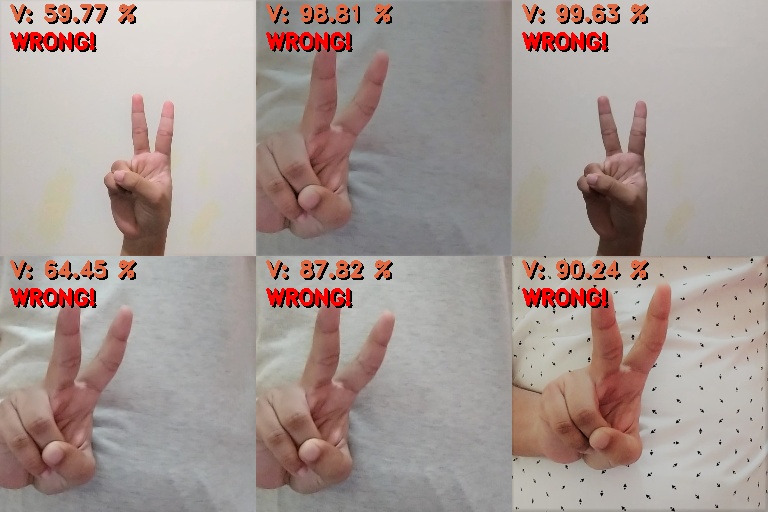 V: 59.77 %
WRONG!
V: 98.81 %
WRONG!
V: 99.63 %
WRONG!
V: 64.45 %
WRONG!
V: 87.82 %
WRONG!
V: 90.24 %
WRONG!